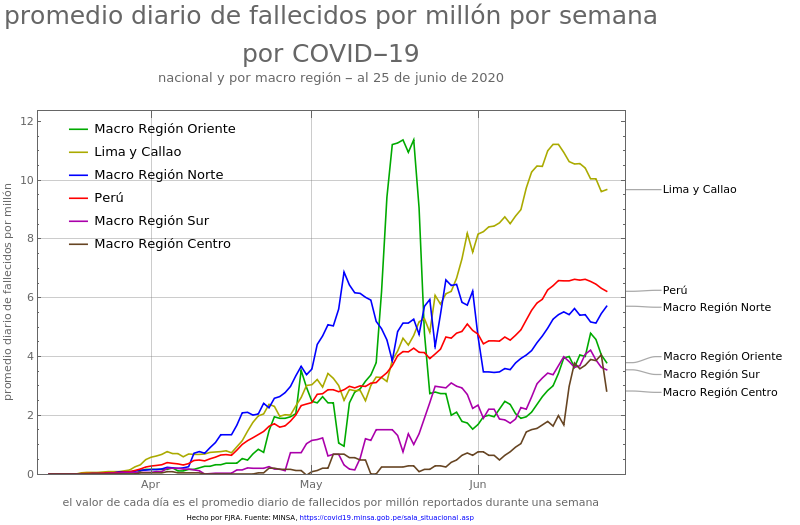 promedio diario de fallecidos por millón por semana
por COVID−19
nacional y por macro región − al 25 de junio de 2020
12
10
8
6
4
2
0
promedio diario de fallecidos por millón
Macro Región Oriente
Lima y Callao
Macro Región Norte
Perú
Macro Región Sur
Macro Región Centro
Lima y Callao
Perú
Macro Región Norte
Macro Región Oriente
Macro Región Sur
Macro Región Centro
Apr May Jun
el valor de cada día es el promedio diario de fallecidos por millón reportados durante una semana
Hecho por FJRA. Fuente: MINSA, https://covid19.minsa.gob.pe/sala_situacional.asp